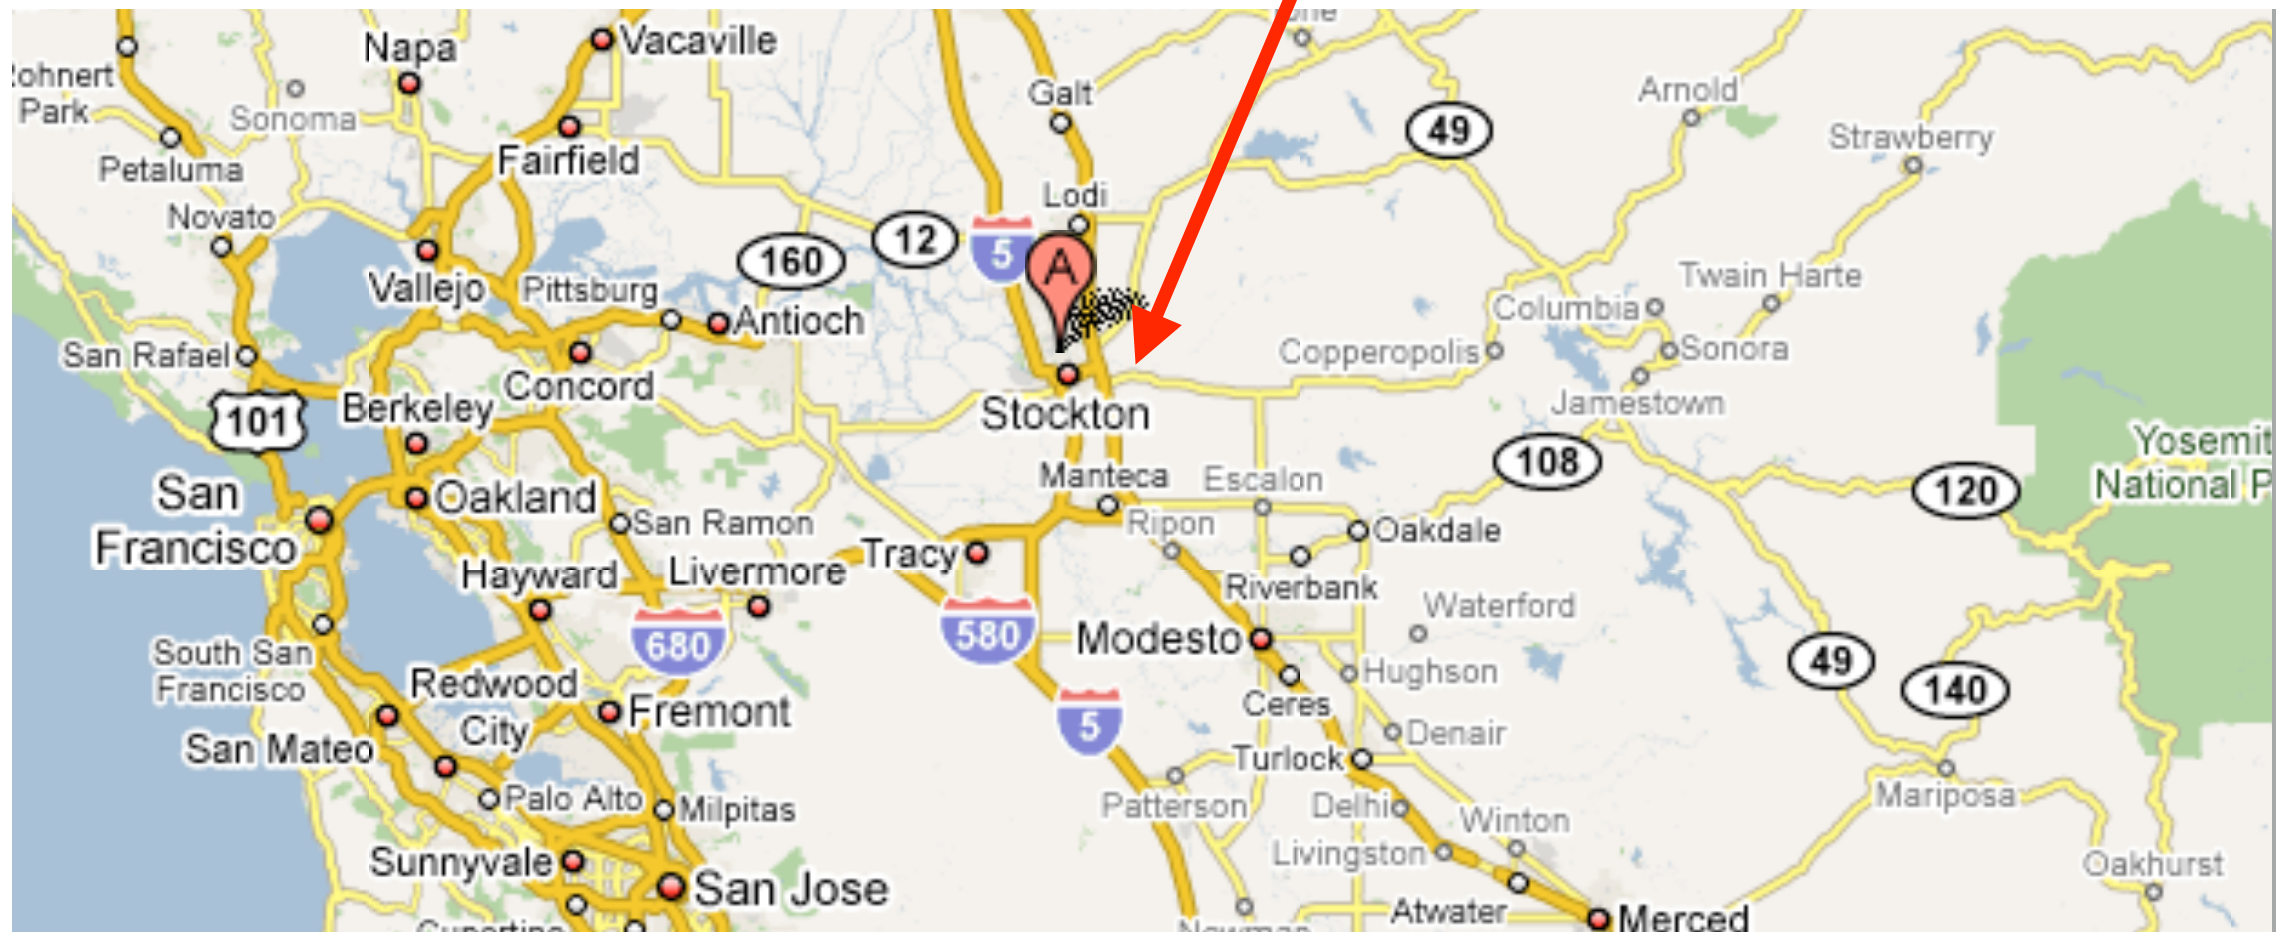 Napa
Vacaville
Rohnert
Park
Sonoma
Galt
Arnold
49
Strawberry
Petaluma
Fairfield
Lodi
Novato
12
5
160
A
Vallejo
Pittsburg
Antioch
Twain Harte
Columbia
San Rafael
Concord
Copperopolis
Sonora
101
Berkeley
Stockton
Jamestown
Yosemit
National P
108
120
Manteca
Escalon
San
Francisco
Oakland
San Ramon
Ripon
Oakdale
Tracy
Hayward
Livermore
Riverbank
Waterford
680
580
Modesto
South San
Francisco
Redwood
City
Hughson
49
140
Fremont
5
Ceres
San Mateo
Denair
Turlock
Palo Alto
Milpitas
Patterson
Delhi
Winton
Mariposa
Sunnyvale
Livingston
Oakhurst
San Jose
Atwater
Merced
Cupertino
Newman